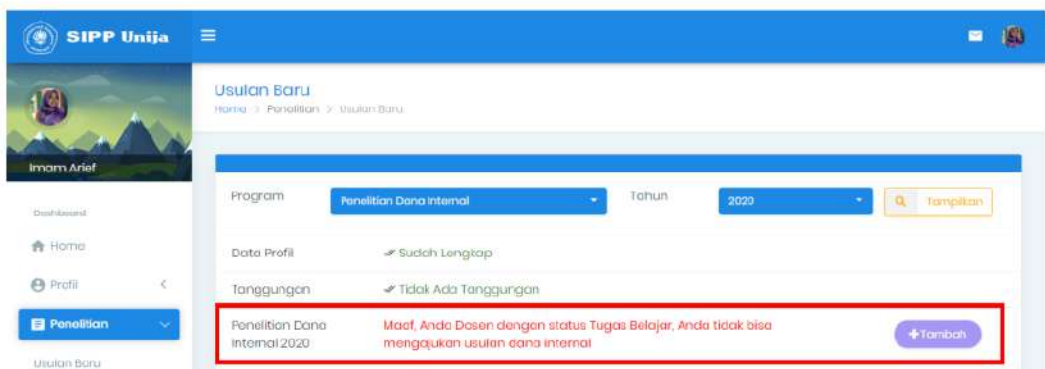 SIPP Unija
Usulan Baru
Home > Penelitian > Usulan Baru
Imam Arief
Program
Penelitian Dana Internal
Tahun
2020
Tampilkan
Dashboard
Home
Data Profil
Sudah Lengkap
Profil
Tanggungan
Tidak Ada Tanggungan
Penelitian
Penelitian Dana
Internal 2020
Maaf, Anda Dosen dengan status Tugas Belajar, Anda tidak bisa
mengajukan usulan dana internal
+Tambah
Usulan Baru